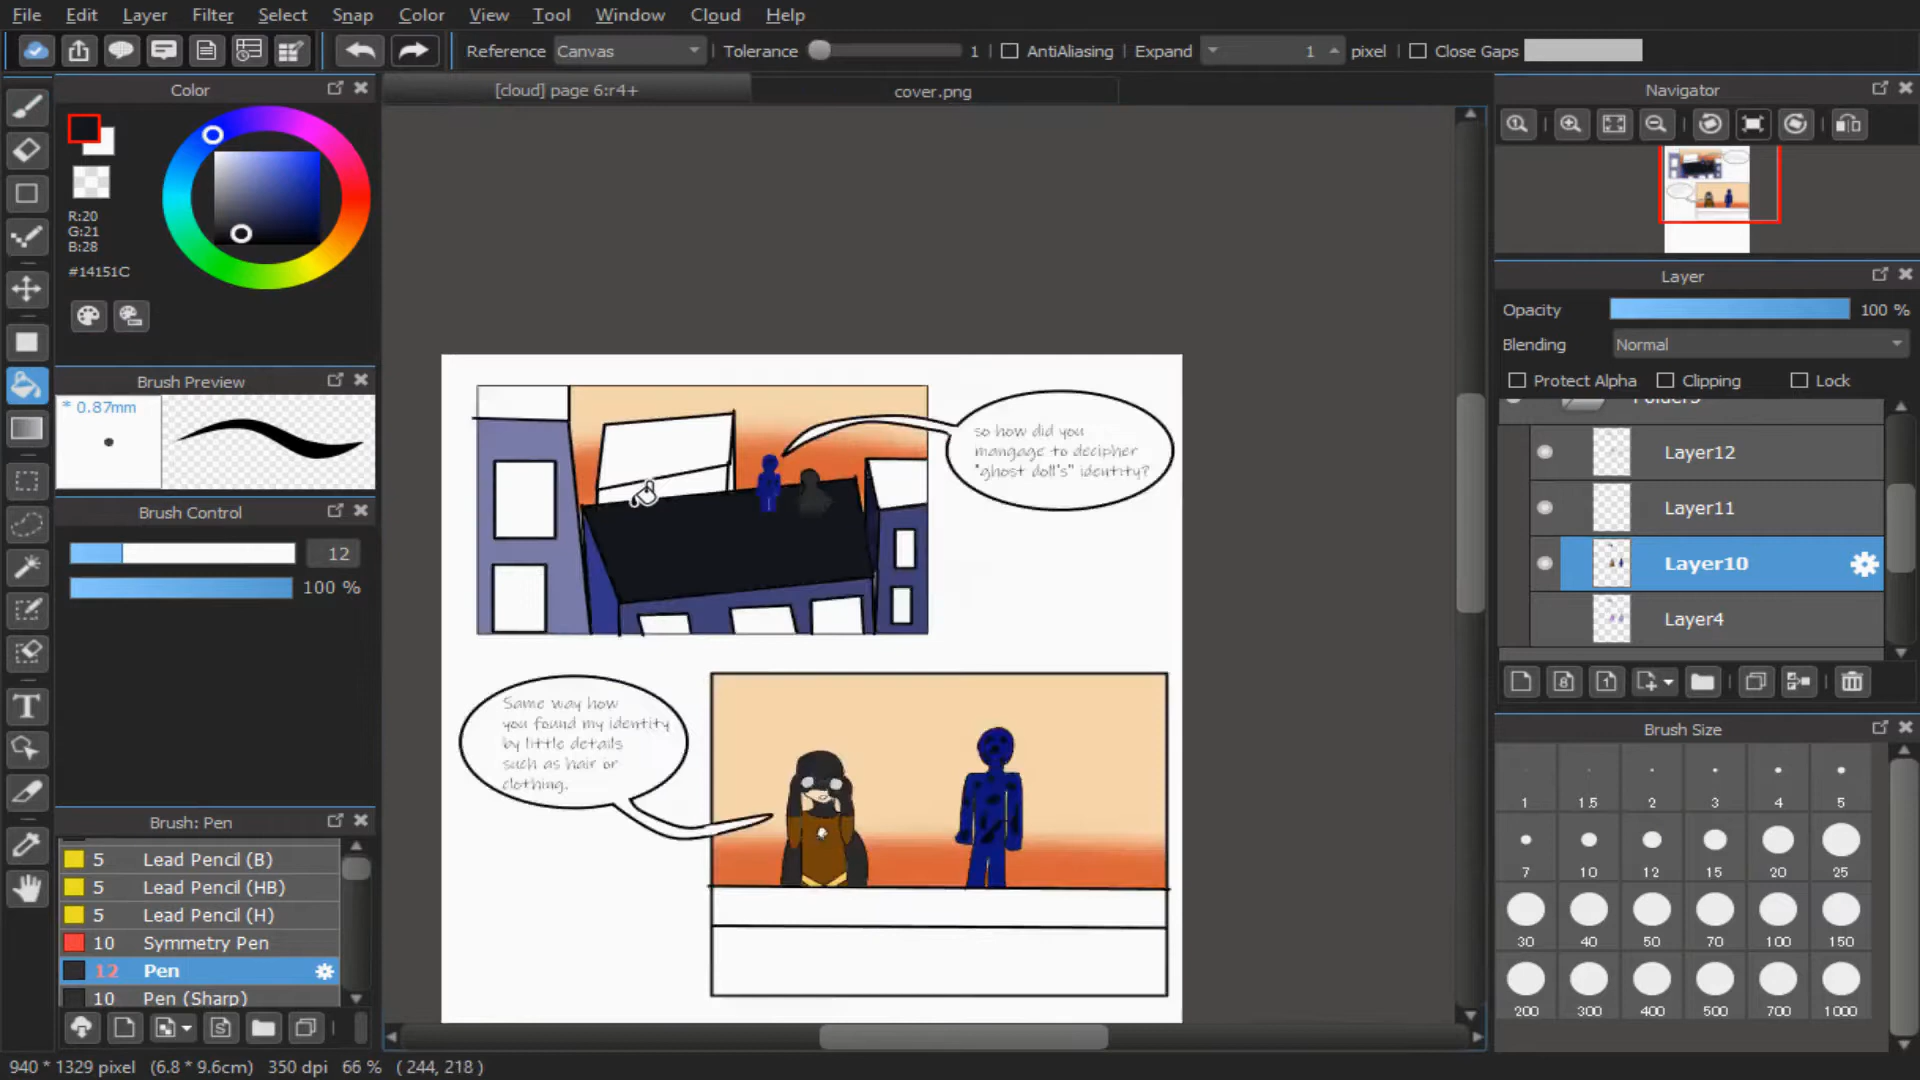 File Edit Layer Filter Select Snap Color View Tool Window Cloud Help
Reference Canvas Tolerance 1 AntiAliasing Expand 1 pixel Close Gaps
Color
[cloud] page 6:r4+
cover.png
Navigator
R:20
G:21
B:28
#14151C
Layer
Opacity 100 %
Blending Normal
Protect Alpha Clipping Lock
Layer12
Layer11
Layer10
Layer4
Brush Preview
* 0.87mm
Brush Control
12
100 %
so how did you
mangage to decipher
"ghost doll's" identity?
Same way how
you found my identity
by little details
such as hair or
clothing.
Brush Size
1 1.5 2 3 4 5
7 10 12 15 20 25
30 40 50 70 100 150
200 300 400 500 700 1000
Brush: Pen
5 Lead Pencil (B)
5 Lead Pencil (HB)
5 Lead Pencil (H)
10 Symmetry Pen
12 Pen
10 Pen (Sharp)
940 * 1329 pixel (6.8 * 9.6cm) 350 dpi 66 % ( 244, 218 )